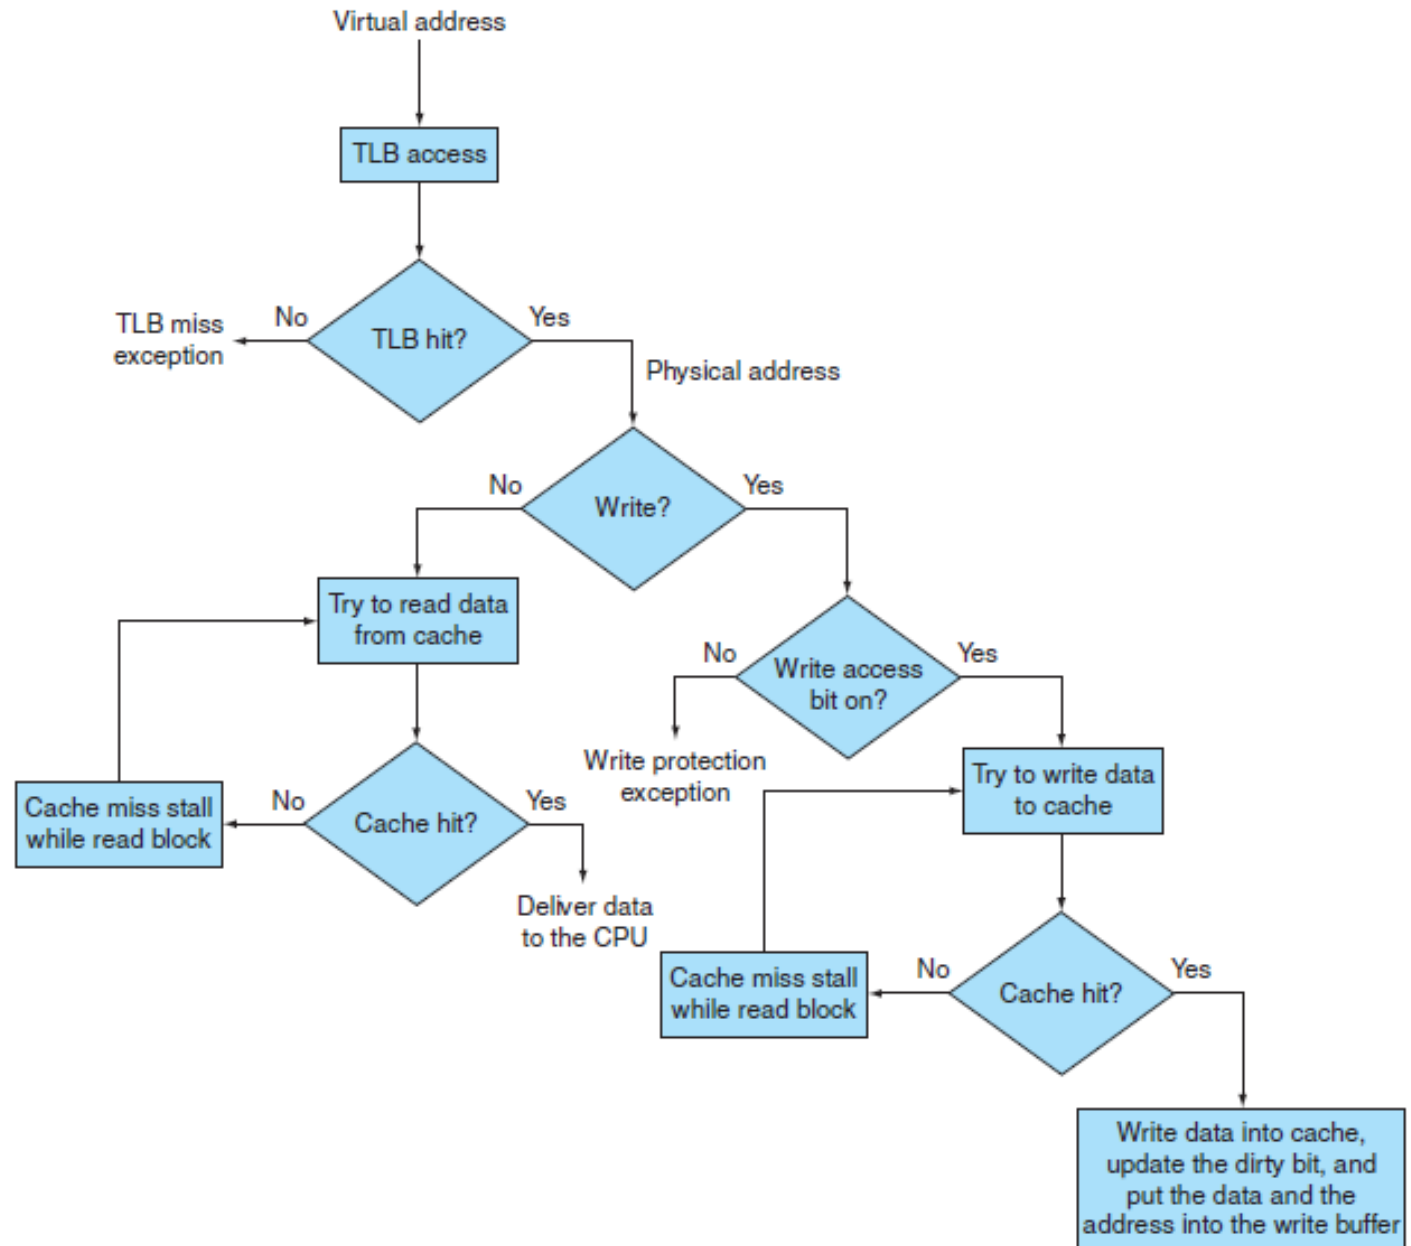 Virtual address
TLB access
TLB hit?
No
Yes
TLB miss
exception
Physical address
Write?
No
Yes
Try to read data
from cache
Write access
bit on?
No
Yes
Write protection
exception
Try to write data
to cache
Cache hit?
No
Yes
Cache miss stall
while read block
Deliver data
to the CPU
Cache hit?
No
Yes
Cache miss stall
while read block
Write data into cache,
update the dirty bit, and
put the data and the
address into the write buffer